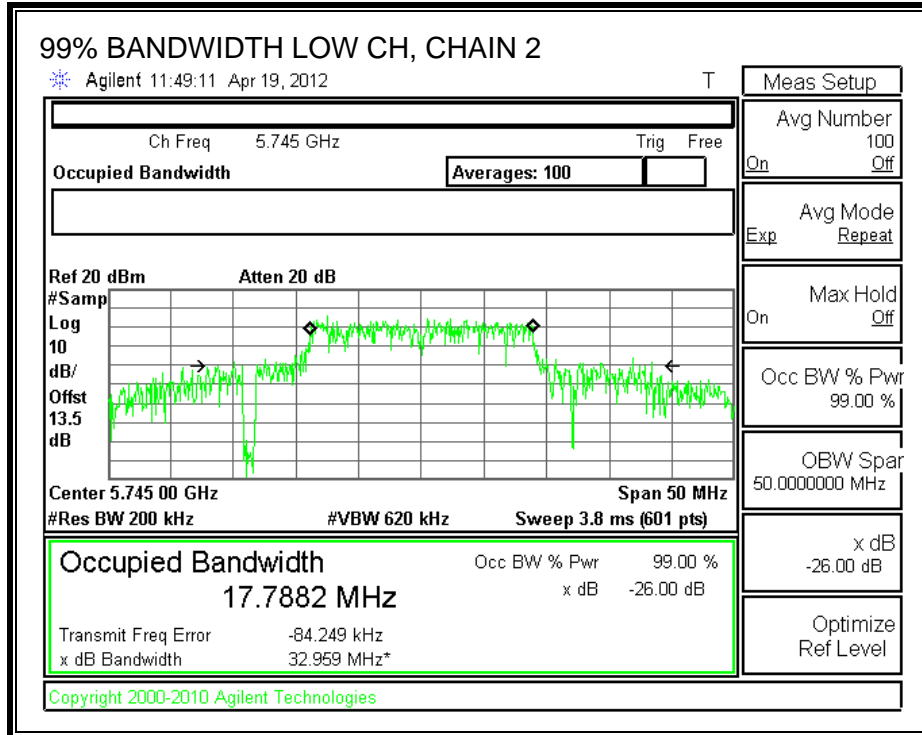 99% BANDWIDTH LOW CH, CHAIN 2
Agilent 11:49:11 Apr 19, 2012 T
Ch Freq 5.745 GHz Trig Free
Occupied Bandwidth Averages: 100
Ref 20 dBm Atten 20 dB
#Samp
Log
10
dB/
Offst
13.5
dB
Center 5.745 00 GHz Span 50 MHz
#Res BW 200 kHz #VBW 620 kHz Sweep 3.8 ms (601 pts)
Occupied Bandwidth Occ BW % Pwr 99.00 %
17.7882 MHz x dB -26.00 dB
Transmit Freq Error -84.249 kHz
x dB Bandwidth 32.959 MHz*
Copyright 2000-2010 Agilent Technologies
Meas Setup
Avg Number
100
On Off
Avg Mode
Exp Repeat
Max Hold
On Off
Occ BW % Pwr
99.00 %
OBW Spar
50.0000000 MHz
x dB
-26.00 dB
Optimize
Ref Level